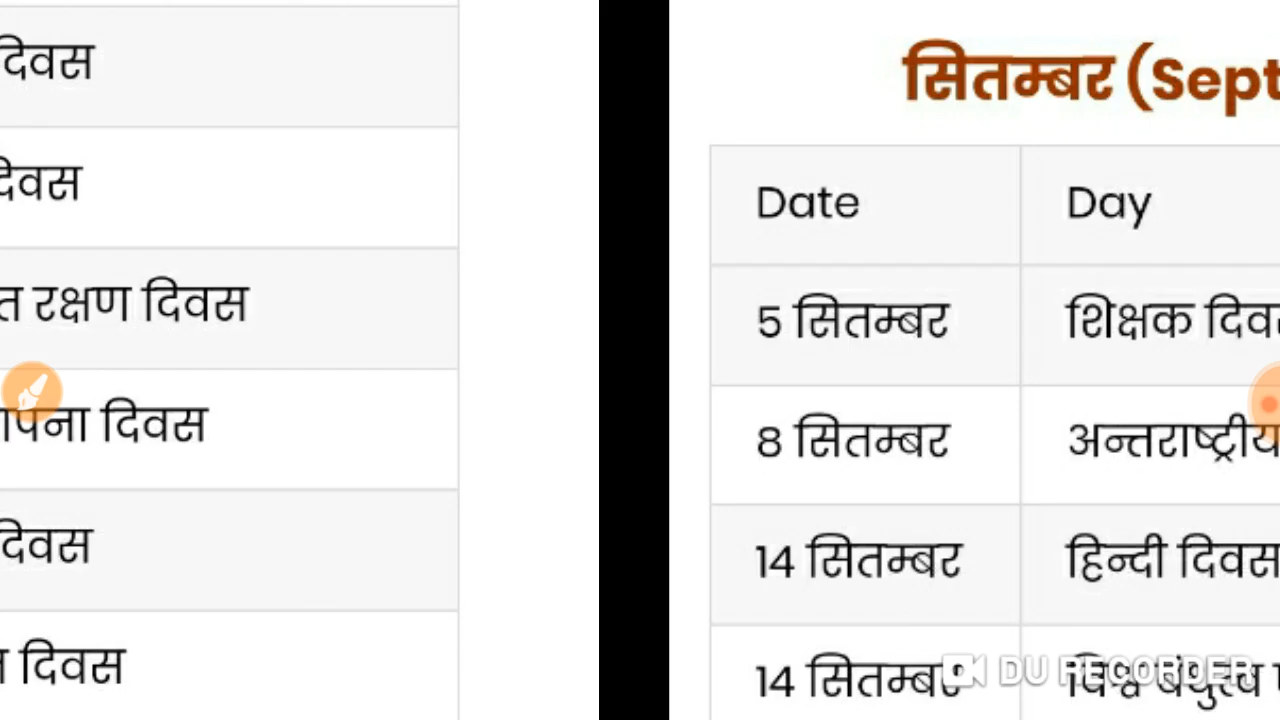 दिवस
दिवस
रक्षण दिवस
दिवस
दिवस
दिवस
सितम्बर (Sept
Date Day
5 सितम्बर शिक्षक दिवस
8 सितम्बर अन्तराष्ट्रीय
14 सितम्बर हिन्दी दिवस
14 सितम्बर विश्व बंधुत्व
DU RECORDER